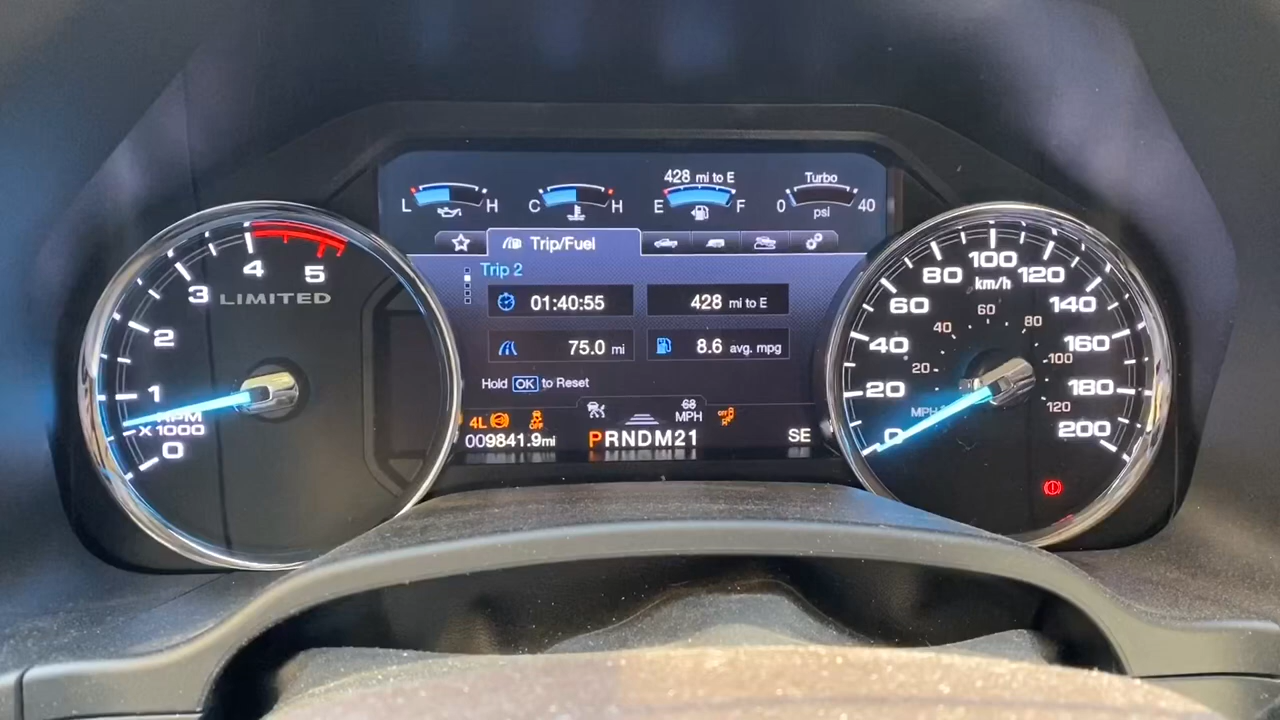 428 mi to E
Turbo
L H
C H
E F
0 psi 40
Trip/Fuel
Trip 2
01:40:55
428 mi to E
75.0 mi
8.6 avg. mpg
Hold OK to Reset
4L
OFF
68
MPH
OFF
009841.9mi
PRNDM21
SE
0
1
2
3
4
5
LIMITED
RPM
X 1000
0
20
40
60
80
100
120
140
160
180
200
km/h
MPH
20
40
60
80
100
120